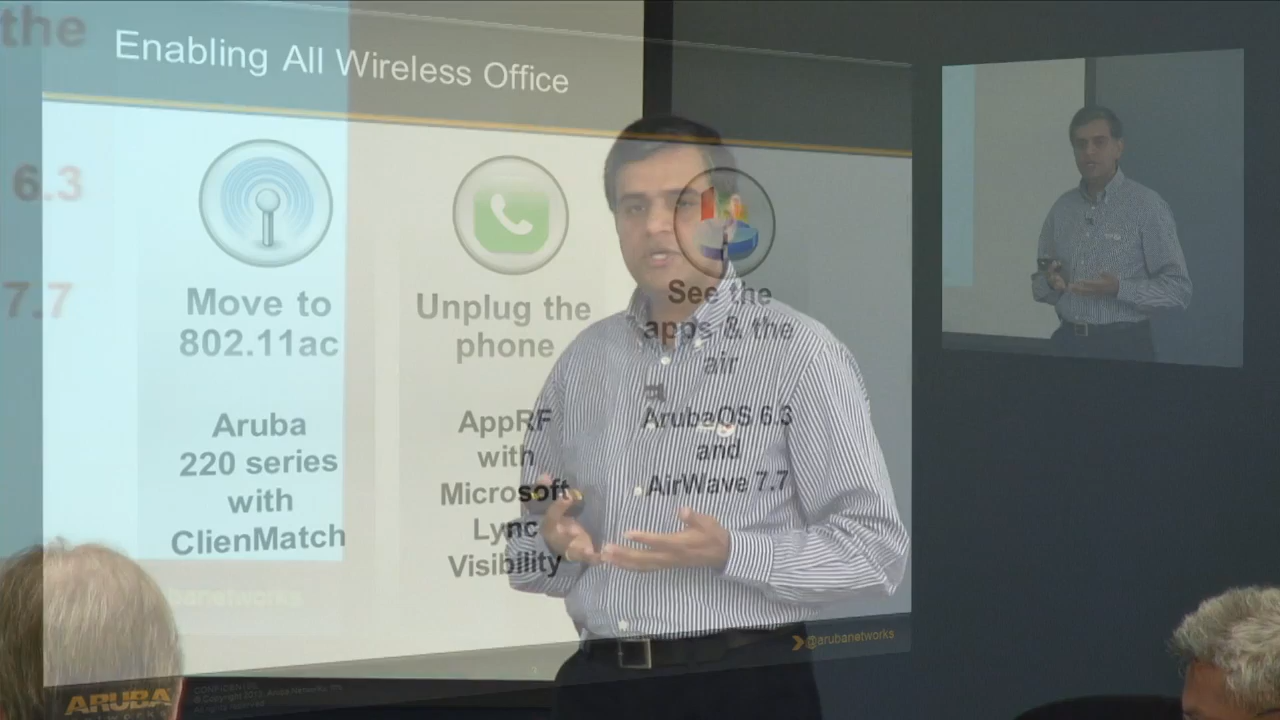 the
6.3
7.7
Enabling All Wireless Office
Move to
802.11ac
Aruba
220 series
with
ClienMatch
Unplug the
phone
AppRF
with
Microsoft
Lync
Visibility
See the
apps & the
air
ArubaOS 6.3
and
AirWave 7.7
@arubanetworks
ARUBA